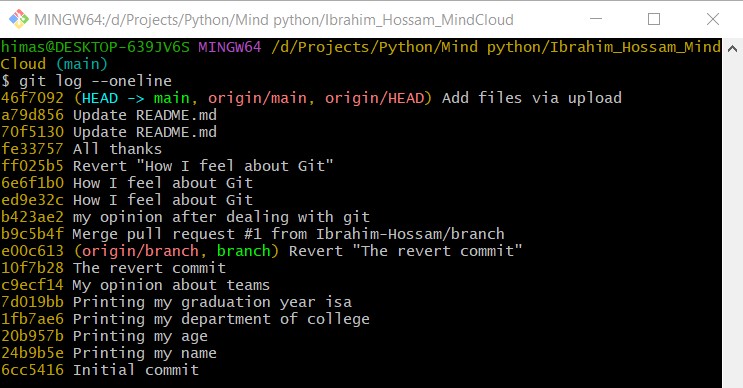 MINGW64:/d/Projects/Python/Mind python/Ibrahim_Hossam_MindCloud
himas@DESKTOP-639JV6S MINGW64 /d/Projects/Python/Mind python/Ibrahim_Hossam_Mind
Cloud (main)
$ git log --oneline
46f7092 (HEAD -> main, origin/main, origin/HEAD) Add files via upload
a79d856 Update README.md
70f5130 Update README.md
fe33757 All thanks
ff025b5 Revert "How I feel about Git"
6e6f1b0 How I feel about Git
ed9e32c How I feel about Git
b423ae2 my opinion after dealing with git
b9c5b4f Merge pull request #1 from Ibrahim-Hossam/branch
e00c613 (origin/branch, branch) Revert "The revert commit"
10f7b28 The revert commit
c9ecf14 My opinion about teams
7d019bb Printing my graduation year isa
1fb7ae6 Printing my department of college
20b957b Printing my age
24b9b5e Printing my name
6cc5416 Initial commit